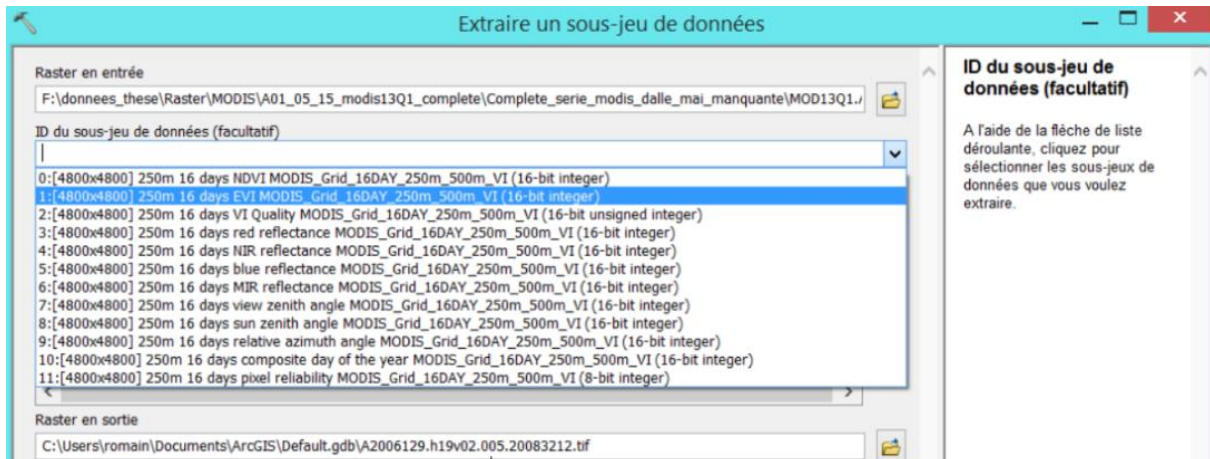 Extraire un sous-jeu de données
Raster en entrée
F:\donnees_these\Raster\MODIS\A01_05_15_modis13Q1_complete\Complete_serie_modis_dalle_mai_manquante\MOD13Q1.
ID du sous-jeu de données (facultatif)
0:[4800x4800] 250m 16 days NDVI MODIS_Grid_16DAY_250m_500m_VI (16-bit integer)
1:[4800x4800] 250m 16 days EVI MODIS_Grid_16DAY_250m_500m_VI (16-bit integer)
2:[4800x4800] 250m 16 days VI Quality MODIS_Grid_16DAY_250m_500m_VI (16-bit unsigned integer)
3:[4800x4800] 250m 16 days red reflectance MODIS_Grid_16DAY_250m_500m_VI (16-bit integer)
4:[4800x4800] 250m 16 days NIR reflectance MODIS_Grid_16DAY_250m_500m_VI (16-bit integer)
5:[4800x4800] 250m 16 days blue reflectance MODIS_Grid_16DAY_250m_500m_VI (16-bit integer)
6:[4800x4800] 250m 16 days MIR reflectance MODIS_Grid_16DAY_250m_500m_VI (16-bit integer)
7:[4800x4800] 250m 16 days view zenith angle MODIS_Grid_16DAY_250m_500m_VI (16-bit integer)
8:[4800x4800] 250m 16 days sun zenith angle MODIS_Grid_16DAY_250m_500m_VI (16-bit integer)
9:[4800x4800] 250m 16 days relative azimuth angle MODIS_Grid_16DAY_250m_500m_VI (16-bit integer)
10:[4800x4800] 250m 16 days composite day of the year MODIS_Grid_16DAY_250m_500m_VI (16-bit integer)
11:[4800x4800] 250m 16 days pixel reliability MODIS_Grid_16DAY_250m_500m_VI (8-bit integer)
Raster en sortie
C:\Users\romain\Documents\ArcGIS\Default.gdb\A2006129.h19v02.005.20083212.tif
ID du sous-jeu de
données (facultatif)
A l'aide de la flèche de liste
déroulante, cliquez pour
sélectionner les sous-jeux de
données que vous voulez
extraire.